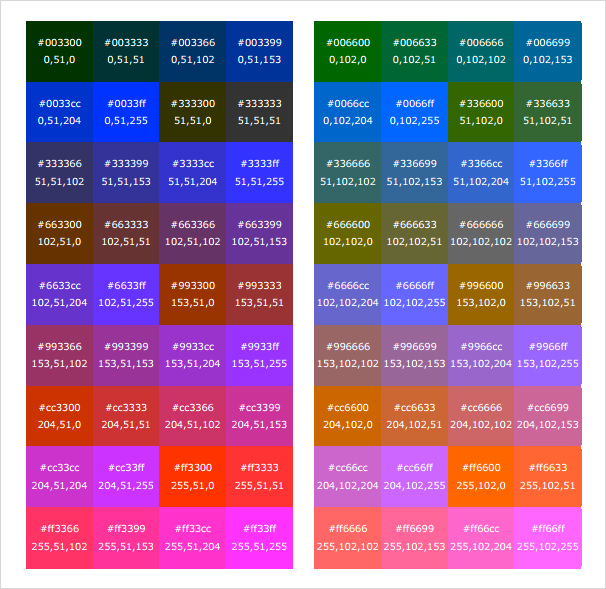 #003300 #003333 #003366 #003399
0,51,0 0,51,51 0,51,102 0,51,153
#0033cc #0033ff #333300 #333333
0,51,204 0,51,255 51,51,0 51,51,51
#333366 #333399 #3333cc #3333ff
51,51,102 51,51,153 51,51,204 51,51,255
#663300 #663333 #663366 #663399
102,51,0 102,51,51 102,51,102 102,51,153
#6633cc #6633ff #993300 #993333
102,51,204 102,51,255 153,51,0 153,51,51
#993366 #993399 #9933cc #9933ff
153,51,102 153,51,153 153,51,204 153,51,255
#cc3300 #cc3333 #cc3366 #cc3399
204,51,0 204,51,51 204,51,102 204,51,153
#cc33cc #cc33ff #ff3300 #ff3333
204,51,204 204,51,255 255,51,0 255,51,51
#ff3366 #ff3399 #ff33cc #ff33ff
255,51,102 255,51,153 255,51,204 255,51,255
#006600 #006633 #006666 #006699
0,102,0 0,102,51 0,102,102 0,102,153
#0066cc #0066ff #336600 #336633
0,102,204 0,102,255 51,102,0 51,102,51
#336666 #336699 #3366cc #3366ff
51,102,102 51,102,153 51,102,204 51,102,255
#666600 #666633 #666666 #666699
102,102,0 102,102,51 102,102,102 102,102,153
#6666cc #6666ff #996600 #996633
102,102,204 102,102,255 153,102,0 153,102,51
#996666 #996699 #9966cc #9966ff
153,102,102 153,102,153 153,102,204 153,102,255
#cc6600 #cc6633 #cc6666 #cc6699
204,102,0 204,102,51 204,102,102 204,102,153
#cc66cc #cc66ff #ff6600 #ff6633
204,102,204 204,102,255 255,102,0 255,102,51
#ff6666 #ff6699 #ff66cc #ff66ff
255,102,102 255,102,153 255,102,204 255,102,255